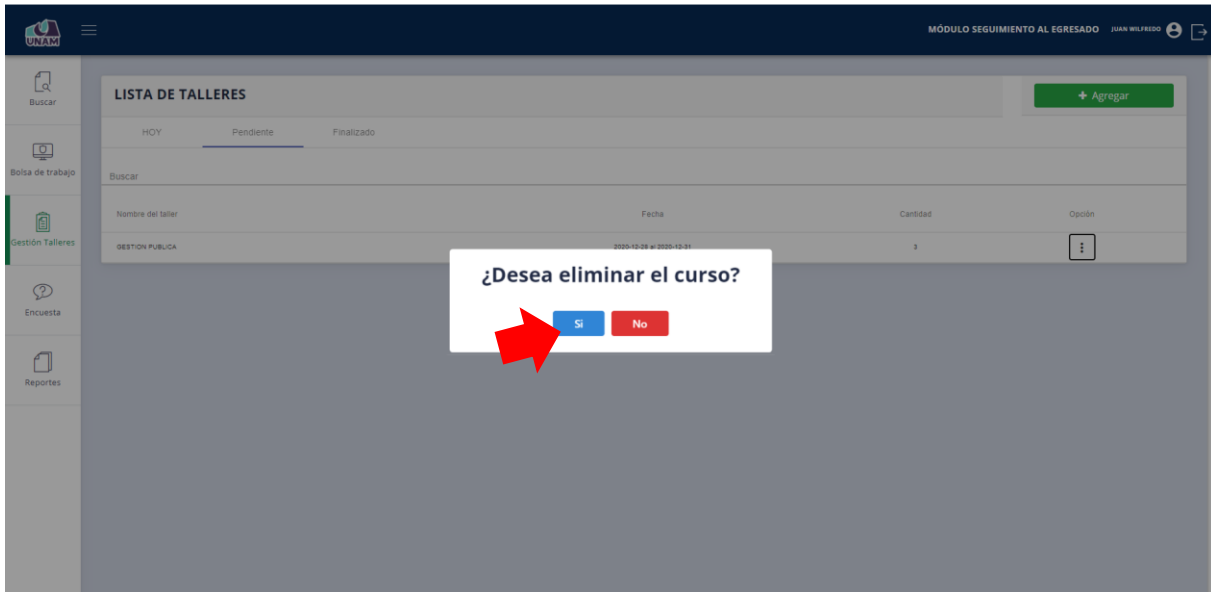 UNAM
MÓDULO SEGUIMIENTO AL EGRESADO JUAN WILFREDO
Buscar
Bolsa de trabajo
Gestión Talleres
Encuesta
Reportes
LISTA DE TALLERES
+ Agregar
HOY Pendiente Finalizado
Buscar
Nombre del taller Fecha Cantidad Opción
GESTION PUBLICA 2020-12-28 al 2020-12-31 3
¿Desea eliminar el curso?
Si No